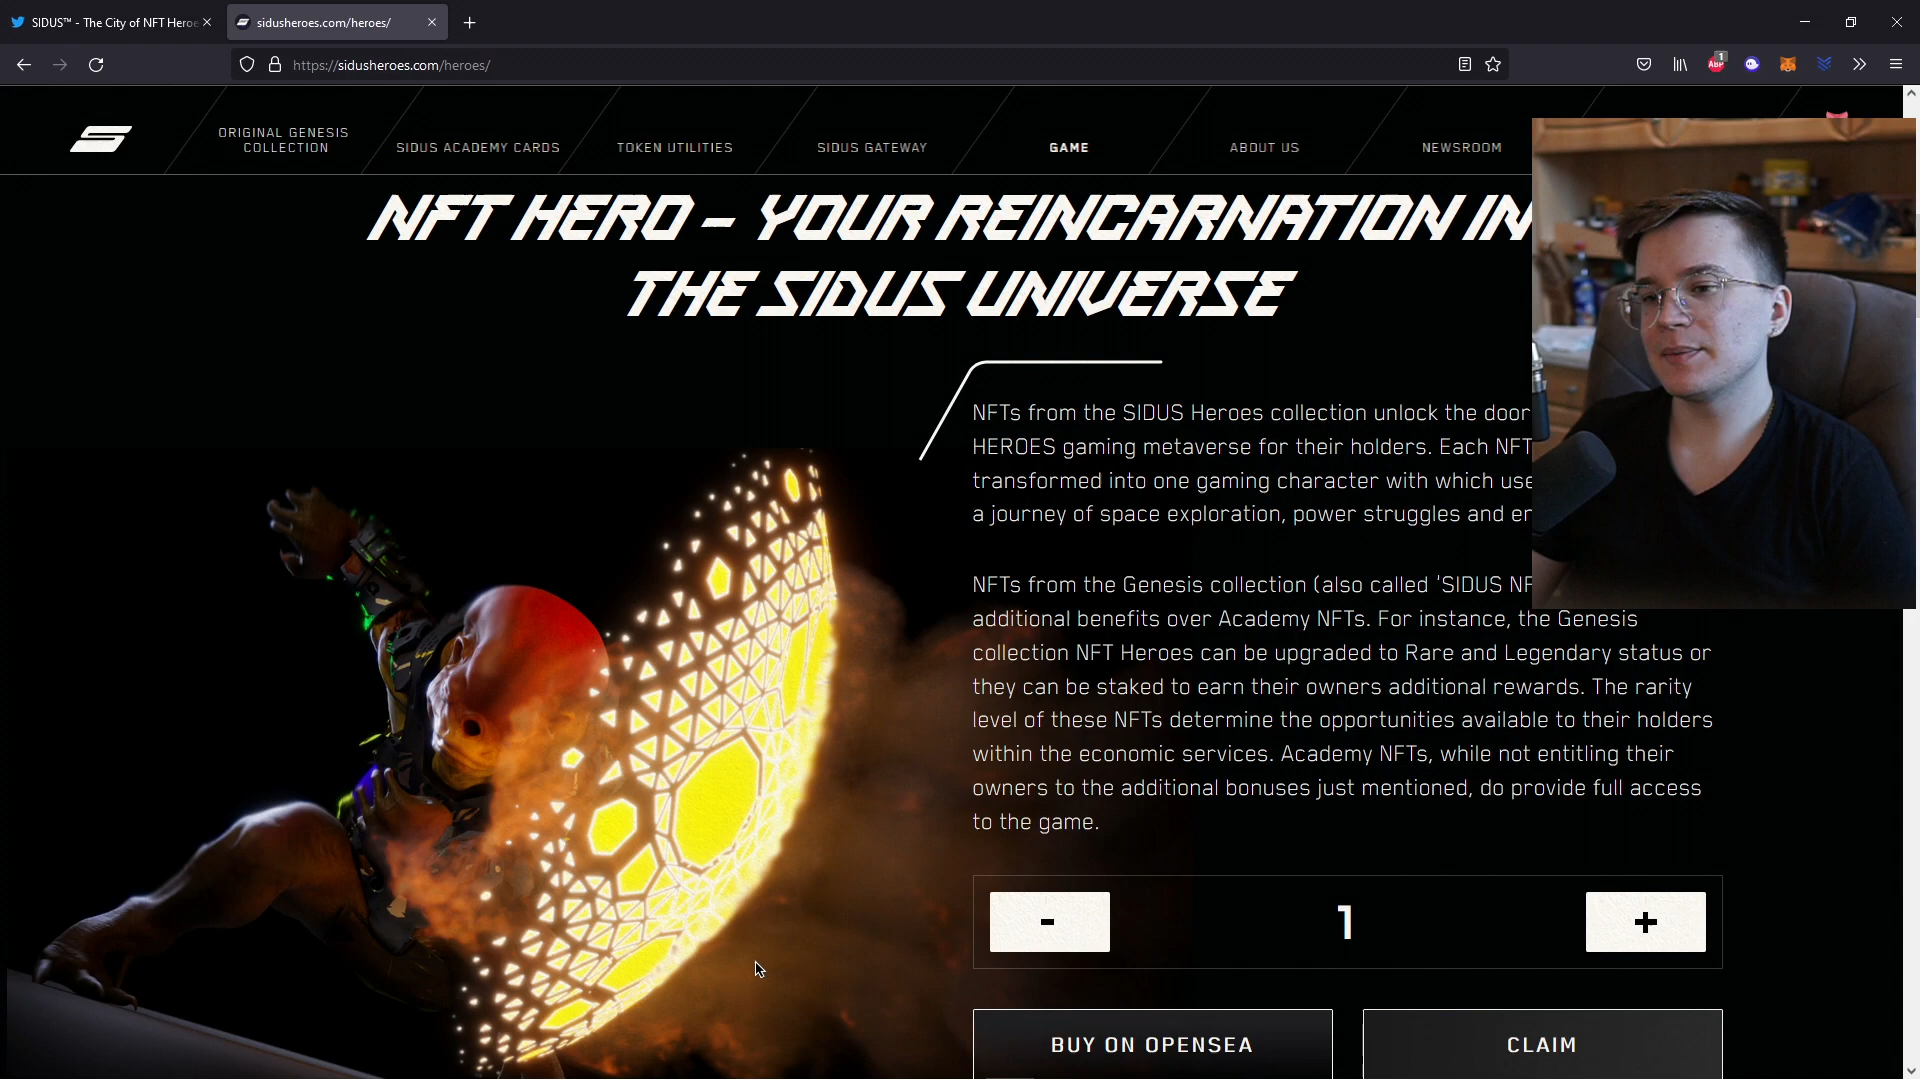 SIDUS™ - The City of NFT Heroe
sidusheroes.com/heroes/
https://sidusheroes.com/heroes/
1
ABP
ORIGINAL GENESIS
COLLECTION
SIDUS ACADEMY CARDS
TOKEN UTILITIES
SIDUS GATEWAY
GAME
ABOUT US
NEWSROOM
NFT HERO - YOUR REINCARNATION IN
THE SIDUS UNIVERSE
NFTs from the SIDUS Heroes collection unlock the door
HEROES gaming metaverse for their holders. Each NFT
transformed into one gaming character with which use
a journey of space exploration, power struggles and
NFTs from the Genesis collection (also called 'SIDUS
additional benefits over Academy NFTs. For instance, the Genesis
collection NFT Heroes can be upgraded to Rare and Legendary status or
they can be staked to earn their owners additional rewards. The rarity
level of these NFTs determine the opportunities available to their holders
within the economic services. Academy NFTs, while not entitling their
owners to the additional bonuses just mentioned, do provide full access
to the game.
- 1 +
BUY ON OPENSEA
CLAIM